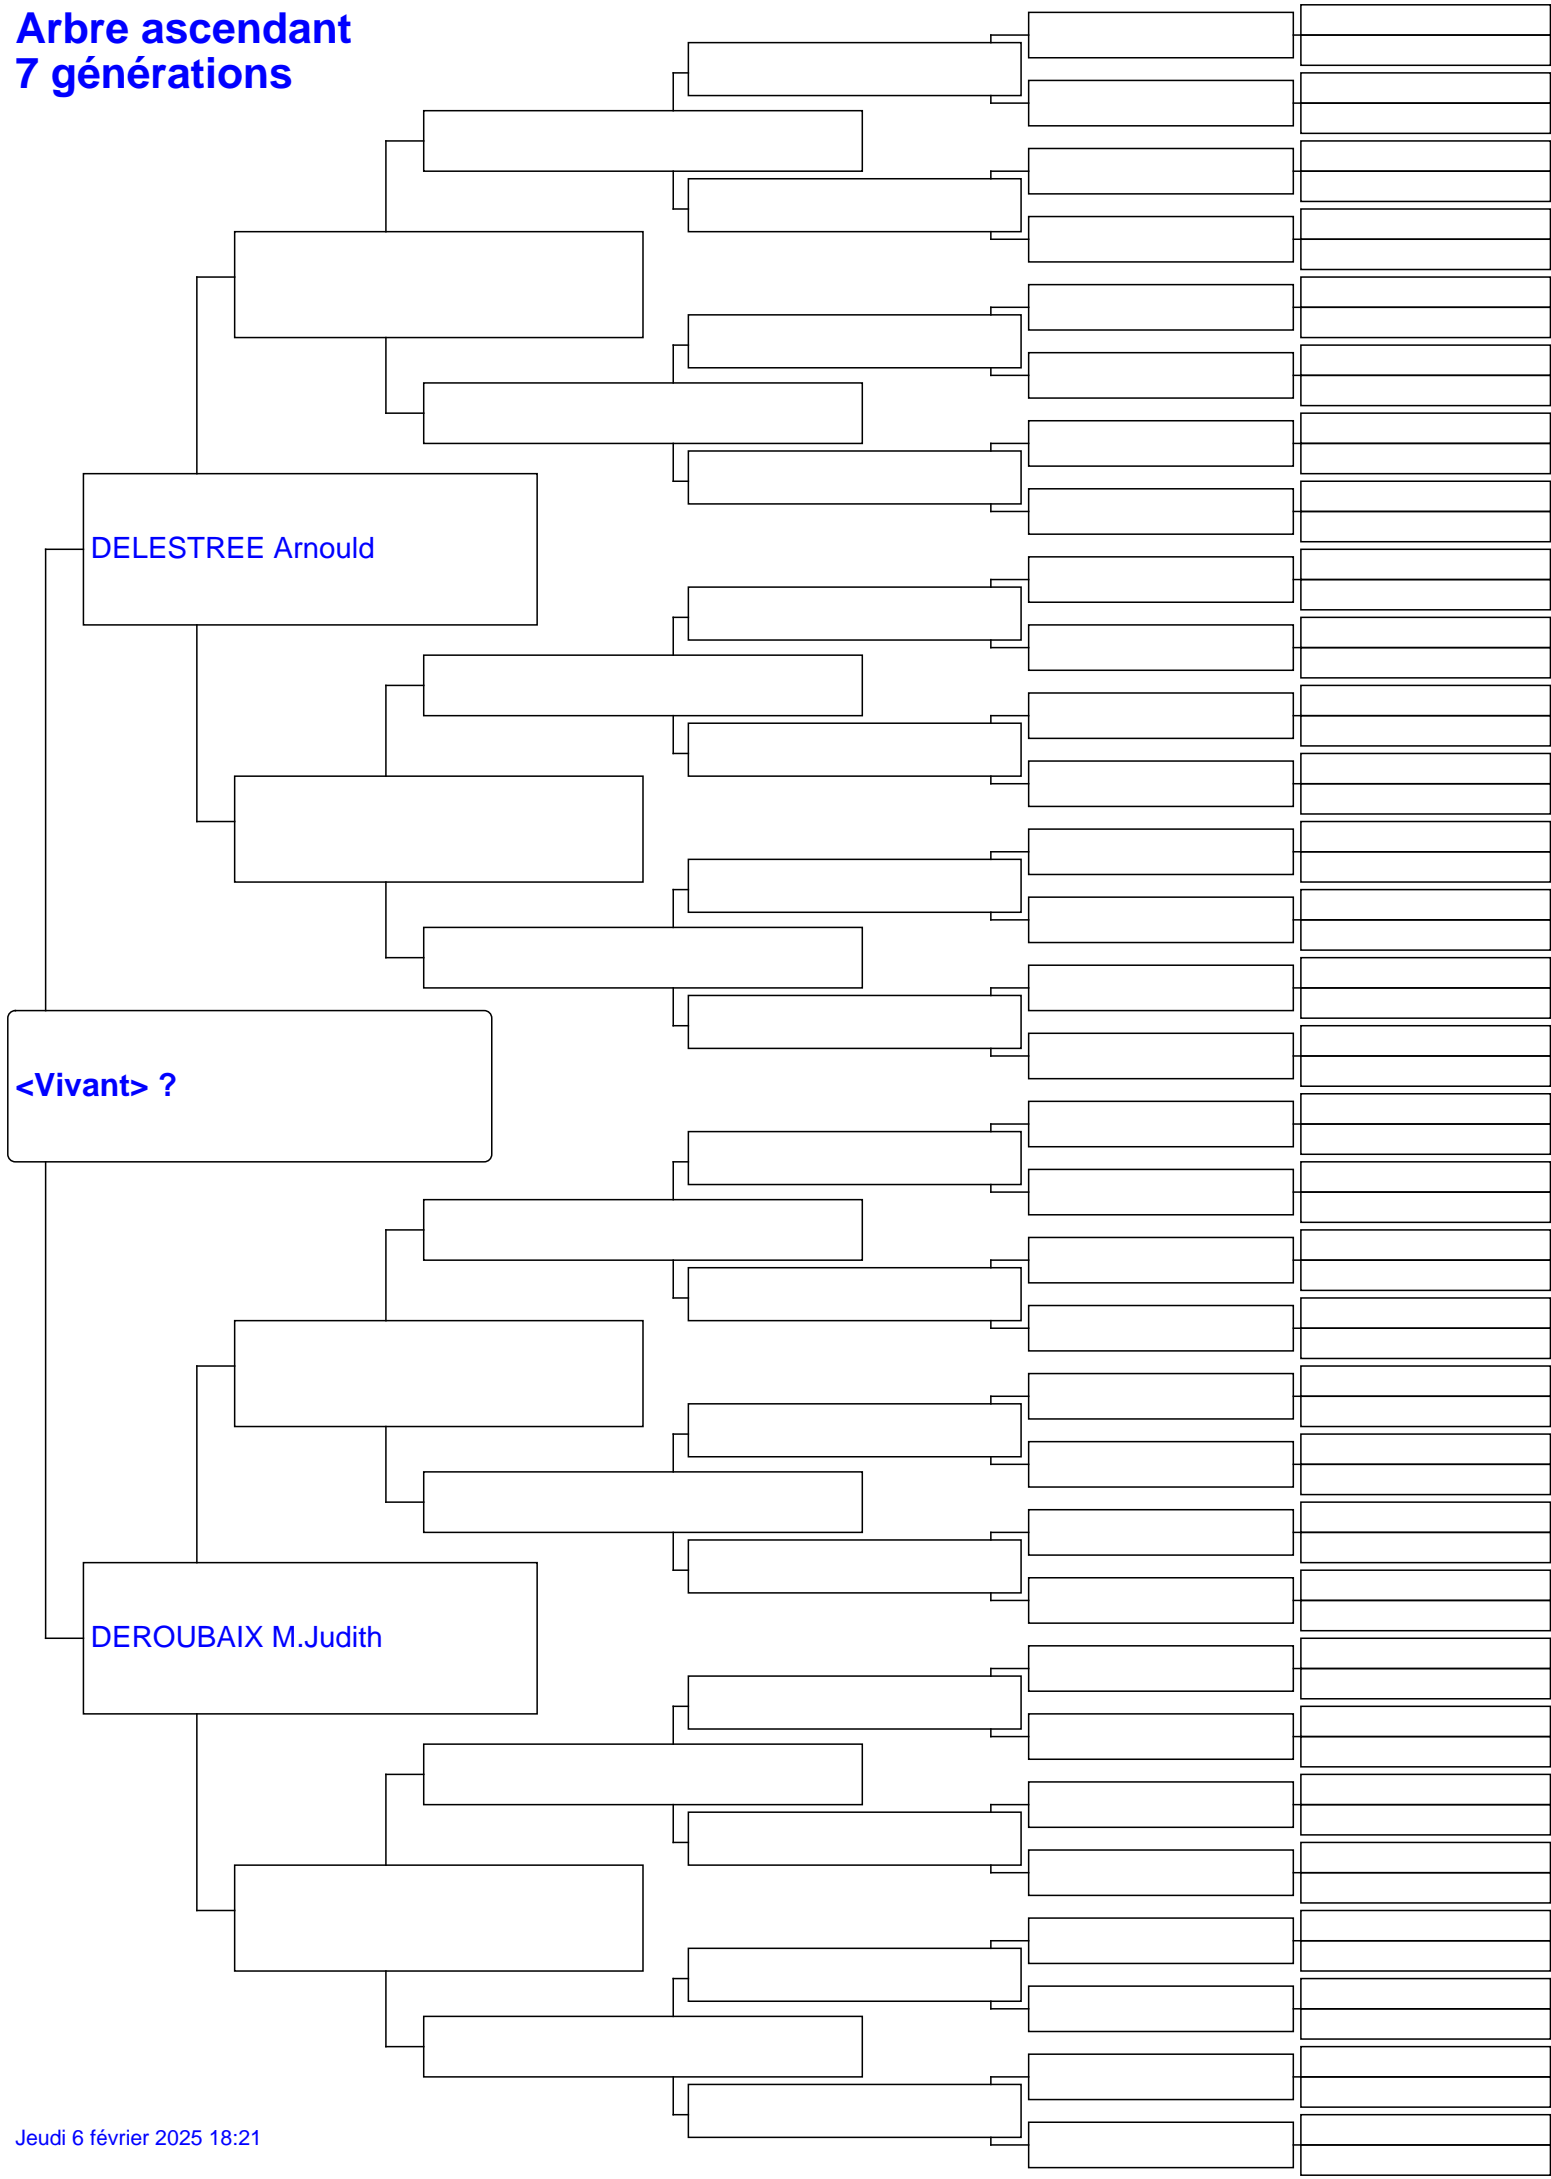 Arbre ascendant
7 générations
DELESTREE Arnould
<Vivant> ?
DEROUBAIX M.Judith
Jeudi 6 février 2025 18:21